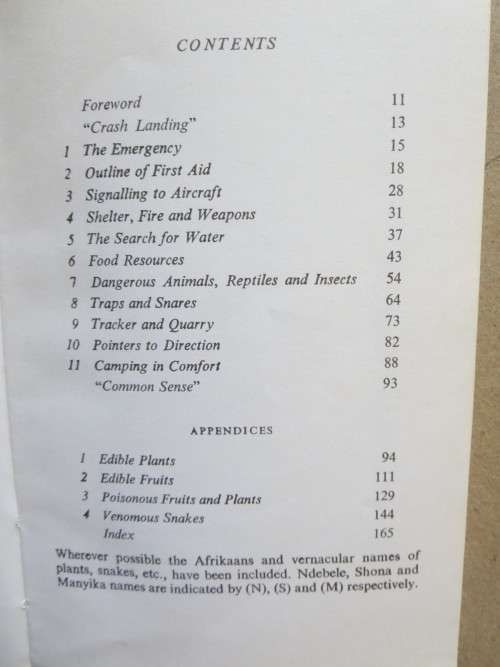 CONTENTS
Foreword 11
"Crash Landing" 13
1 The Emergency 15
2 Outline of First Aid 18
3 Signalling to Aircraft 28
4 Shelter, Fire and Weapons 31
5 The Search for Water 37
6 Food Resources 43
7 Dangerous Animals, Reptiles and Insects 54
8 Traps and Snares 64
9 Tracker and Quarry 73
10 Pointers to Direction 82
11 Camping in Comfort 88
"Common Sense" 93
APPENDICES
1 Edible Plants 94
2 Edible Fruits 111
3 Poisonous Fruits and Plants 129
4 Venomous Snakes 144
Index 165
Wherever possible the Afrikaans and vernacular names of
plants, snakes, etc., have been included. Ndebele, Shona and
Manyika names are indicated by (N), (S) and (M) respectively.